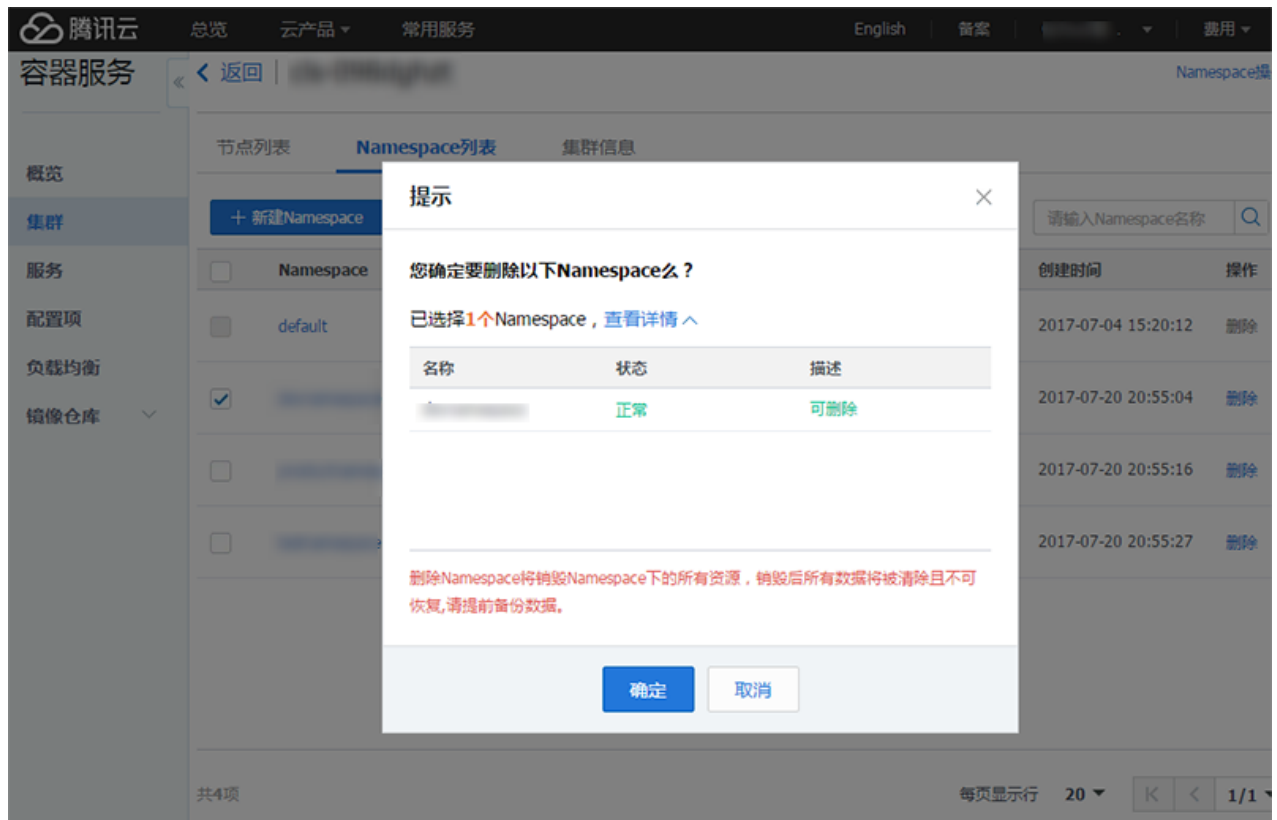 腾讯云 总览 云产品 常用服务 English 备案 费用
容器服务 返回 Namespace操
节点列表 Namespace列表 集群信息
概览
集群
服务
配置项
负载均衡
镜像仓库
+ 新建Namespace 请输入Namespace名称
Namespace 创建时间 操作
default 2017-07-04 15:20:12 删除
2017-07-20 20:55:04 删除
2017-07-20 20:55:16 删除
2017-07-20 20:55:27 删除
提示
您确定要删除以下Namespace么？
已选择1个Namespace，查看详情
名称 状态 描述
正常 可删除
删除Namespace将销毁Namespace下的所有资源，销毁后所有数据将被清除且不可
恢复,请提前备份数据。
确定 取消
共4项 每页显示行 20 1/1